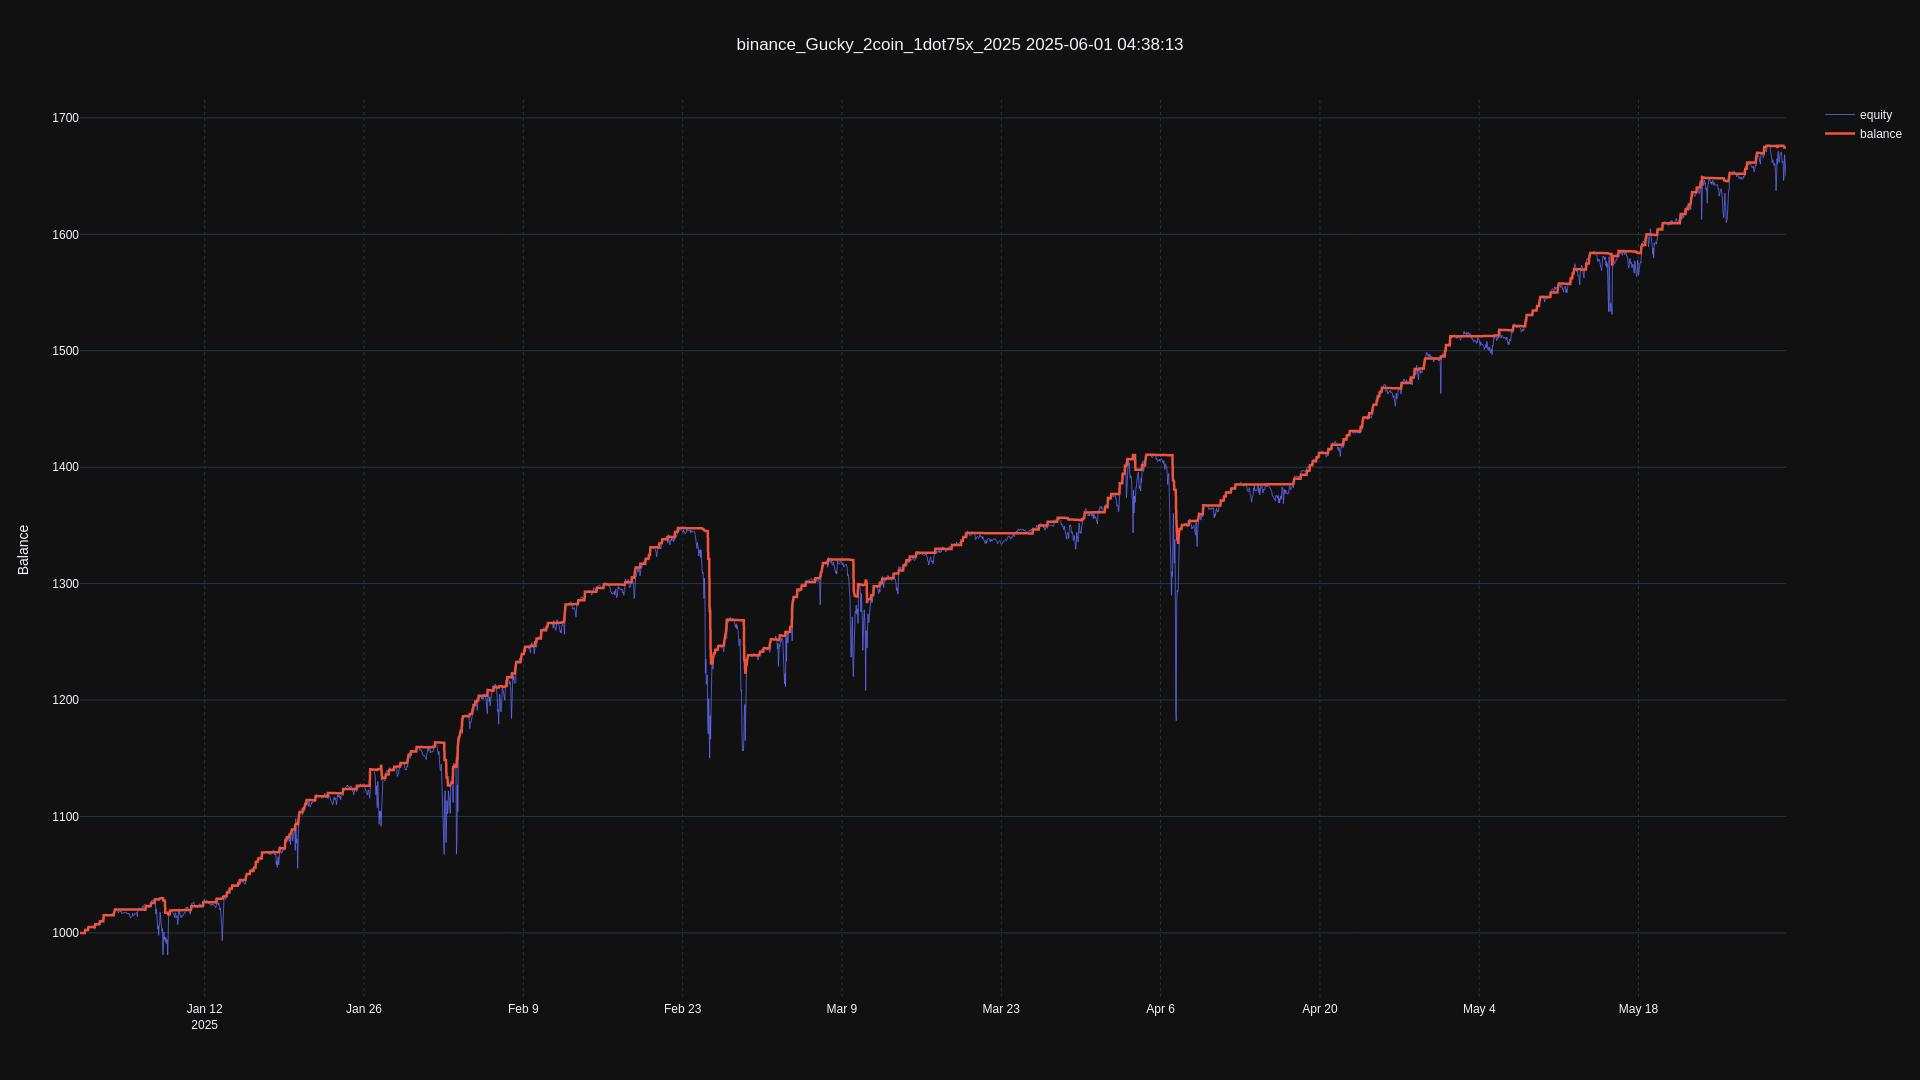 binance_Gucky_2coin_1dot75x_2025 2025-06-01 04:38:13
equity
balance
Balance
1700
1600
1500
1400
1300
1200
1100
1000
Jan 12
2025
Jan 26
Feb 9
Feb 23
Mar 9
Mar 23
Apr 6
Apr 20
May 4
May 18